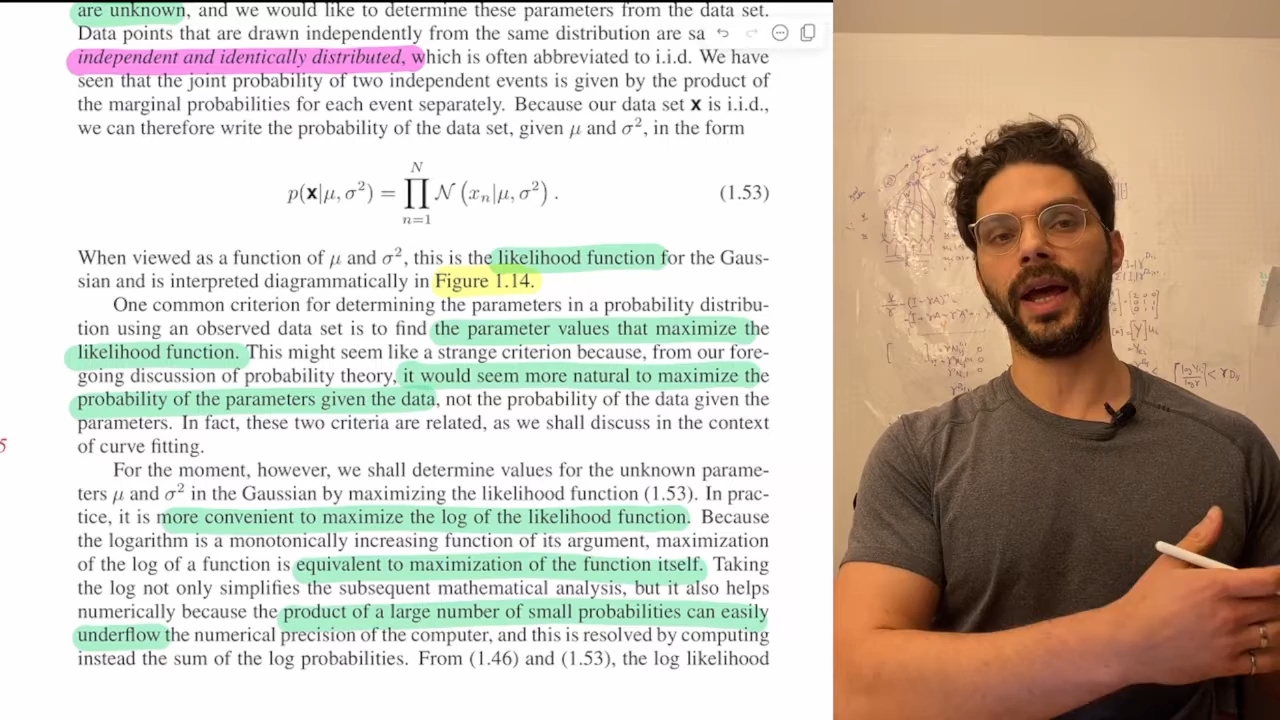 are unknown, and we would like to determine these parameters from the data set.
Data points that are drawn independently from the same distribution are sa
independent and identically distributed, which is often abbreviated to i.i.d. We have
seen that the joint probability of two independent events is given by the product
of the marginal probabilities for each event separately. Because our data set x is i.i.d.,
we can therefore write the probability of the data set, given μ and σ², in the form
p(x|μ, σ²) = ∏_{n=1}^{N} 𝒩 (x_n|μ, σ²) . (1.53)
When viewed as a function of μ and σ², this is the likelihood function for the Gaus-
sian and is interpreted diagrammatically in Figure 1.14.
One common criterion for determining the parameters in a probability distribu-
tion using an observed data set is to find the parameter values that maximize the
likelihood function. This might seem like a strange criterion because, from our fore-
going discussion of probability theory, it would seem more natural to maximize the
probability of the parameters given the data, not the probability of the data given the
parameters. In fact, these two criteria are related, as we shall discuss in the context
5
of curve fitting.
For the moment, however, we shall determine values for the unknown parame-
ters μ and σ² in the Gaussian by maximizing the likelihood function (1.53). In prac-
tice, it is more convenient to maximize the log of the likelihood function. Because
the logarithm is a monotonically increasing function of its argument, maximization
of the log of a function is equivalent to maximization of the function itself. Taking
the log not only simplifies the subsequent mathematical analysis, but it also helps
numerically because the product of a large number of small probabilities can easily
underflow the numerical precision of the computer, and this is resolved by computing
instead the sum of the log probabilities. From (1.46) and (1.53), the log likelihood